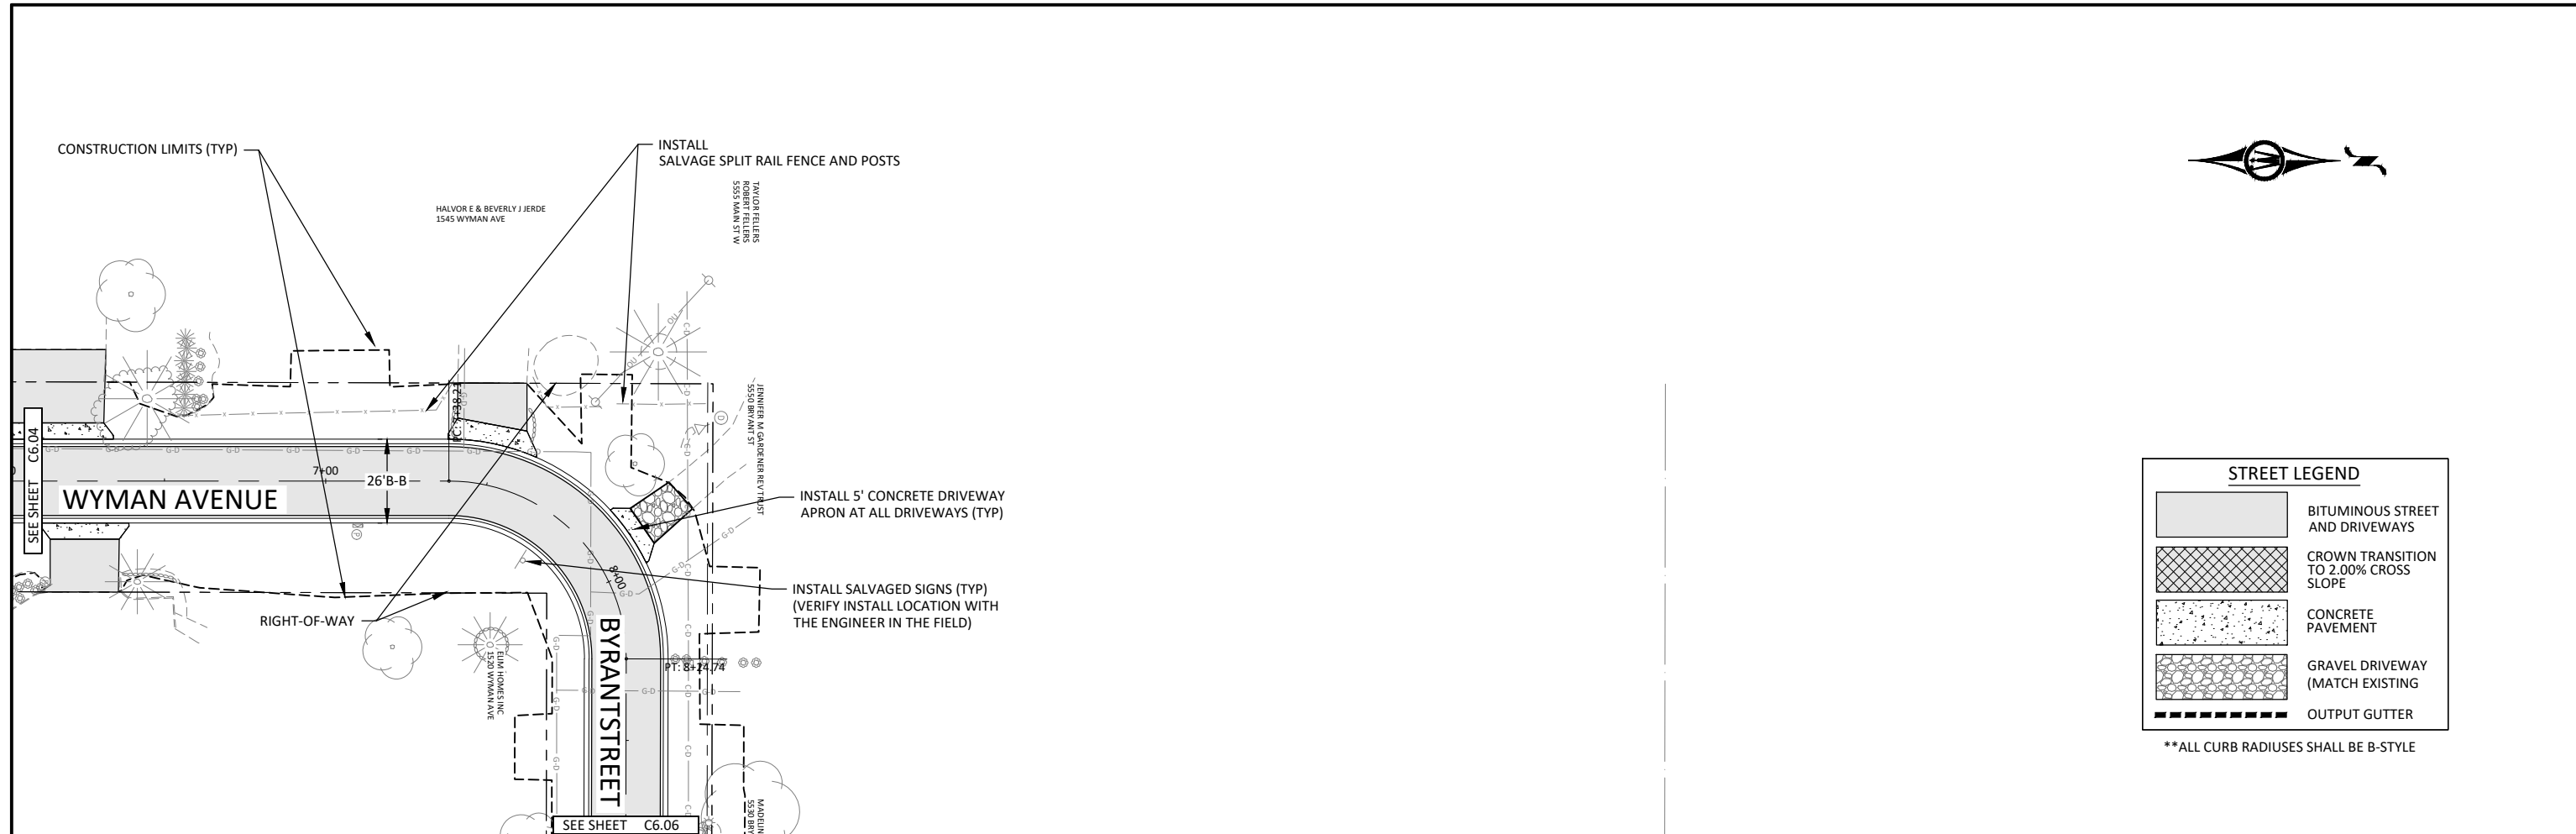 CONSTRUCTION LIMITS (TYP)
INSTALL
SALVAGE SPLIT RAIL FENCE AND POSTS
TAYLOR FELLERS
ROBERT FELLERS
5555 MAIN ST W
HALVOR E & BEVERLY J JERDE
1545 WYMAN AVE
JENNIFER M GARDENER REV TRUST
5550 BRYANT ST
SEE SHEET C6.04
7+00
26'B-B
WYMAN AVENUE
INSTALL 5' CONCRETE DRIVEWAY
APRON AT ALL DRIVEWAYS (TYP)
8+00
INSTALL SALVAGED SIGNS (TYP)
(VERIFY INSTALL LOCATION WITH
THE ENGINEER IN THE FIELD)
RIGHT-OF-WAY
ELIM HOMES INC
1520 WYMAN AVE
BYRANTSTREET
PT: 8+24.74
SEE SHEET C6.06
STREET LEGEND
BITUMINOUS STREET
AND DRIVEWAYS
CROWN TRANSITION
TO 2.00% CROSS
SLOPE
CONCRETE
PAVEMENT
GRAVEL DRIVEWAY
(MATCH EXISTING
OUTPUT GUTTER
**ALL CURB RADIUSES SHALL BE B-STYLE